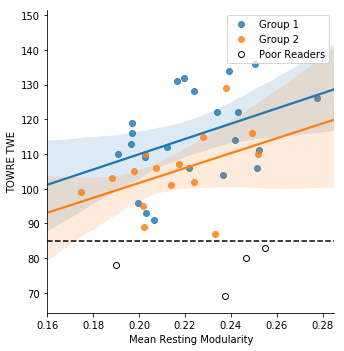 Group 1
Group 2
Poor Readers
TOWRE TWE
150
140
130
120
110
100
90
80
70
0.16 0.18 0.20 0.22 0.24 0.26 0.28
Mean Resting Modularity